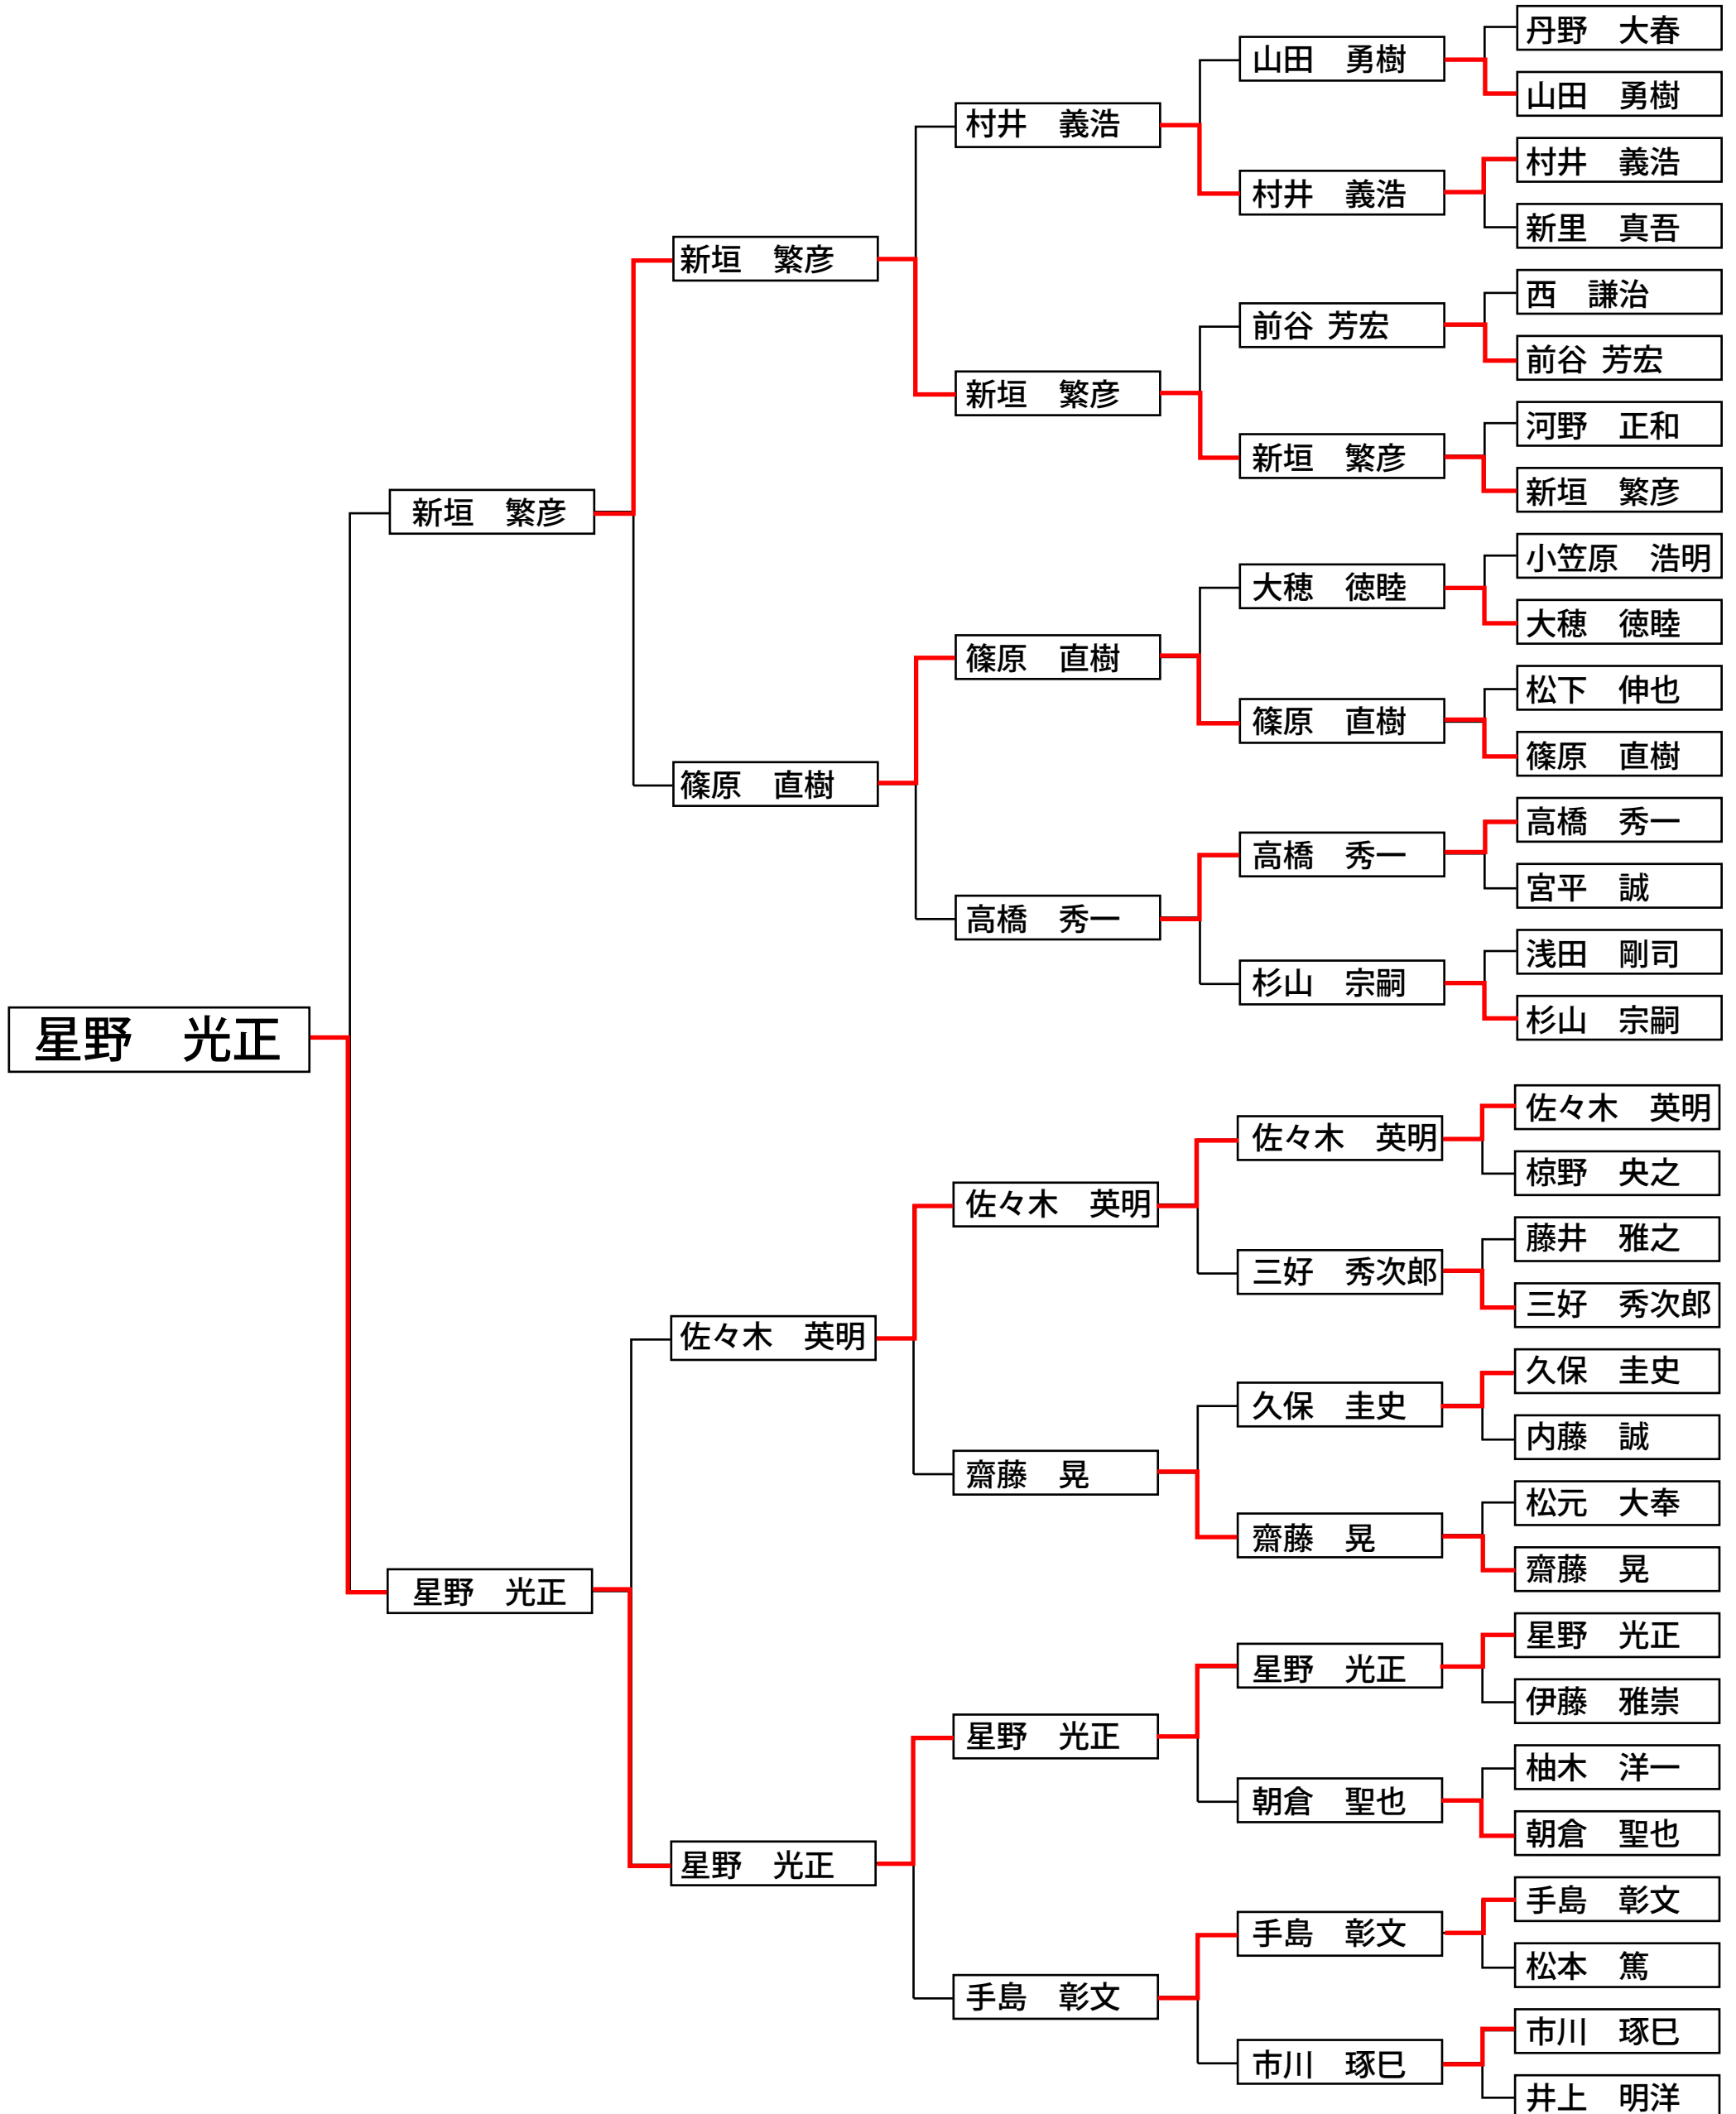 丹野　大春
山田　勇樹
山田　勇樹
村井　義浩
村井　義浩
村井　義浩
新里　真吾
新垣　繁彦
西　謙治
前谷 芳宏
前谷 芳宏
新垣　繁彦
河野　正和
新垣　繁彦
新垣　繁彦
新垣　繁彦
小笠原　浩明
大穂　徳睦
大穂　徳睦
篠原　直樹
松下　伸也
篠原　直樹
篠原　直樹
篠原　直樹
高橋　秀一
高橋　秀一
宮平　誠
高橋　秀一
浅田　剛司
杉山　宗嗣
杉山　宗嗣
星野　光正
佐々木　英明
佐々木　英明
椋野　央之
佐々木　英明
藤井　雅之
三好　秀次郎
三好　秀次郎
佐々木　英明
久保　圭史
久保　圭史
内藤　誠
齋藤　晃
松元　大奉
齋藤　晃
齋藤　晃
星野　光正
星野　光正
星野　光正
伊藤　雅崇
星野　光正
柚木　洋一
朝倉　聖也
朝倉　聖也
星野　光正
手島　彰文
手島　彰文
松本　篤
手島　彰文
市川　琢巳
市川　琢巳
井上　明洋